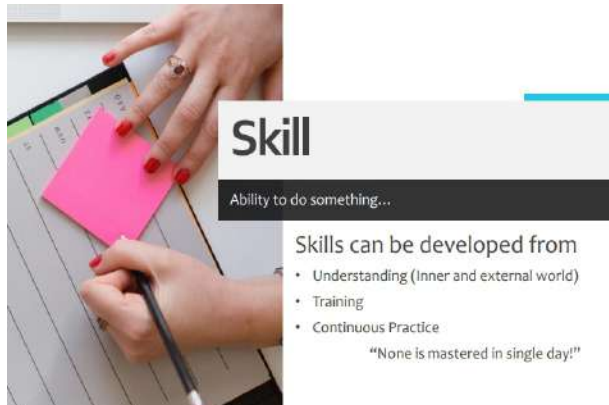 Skill
Ability to do something...
Skills can be developed from
• Understanding (Inner and external world)
• Training
• Continuous Practice
“None is mastered in single day!”